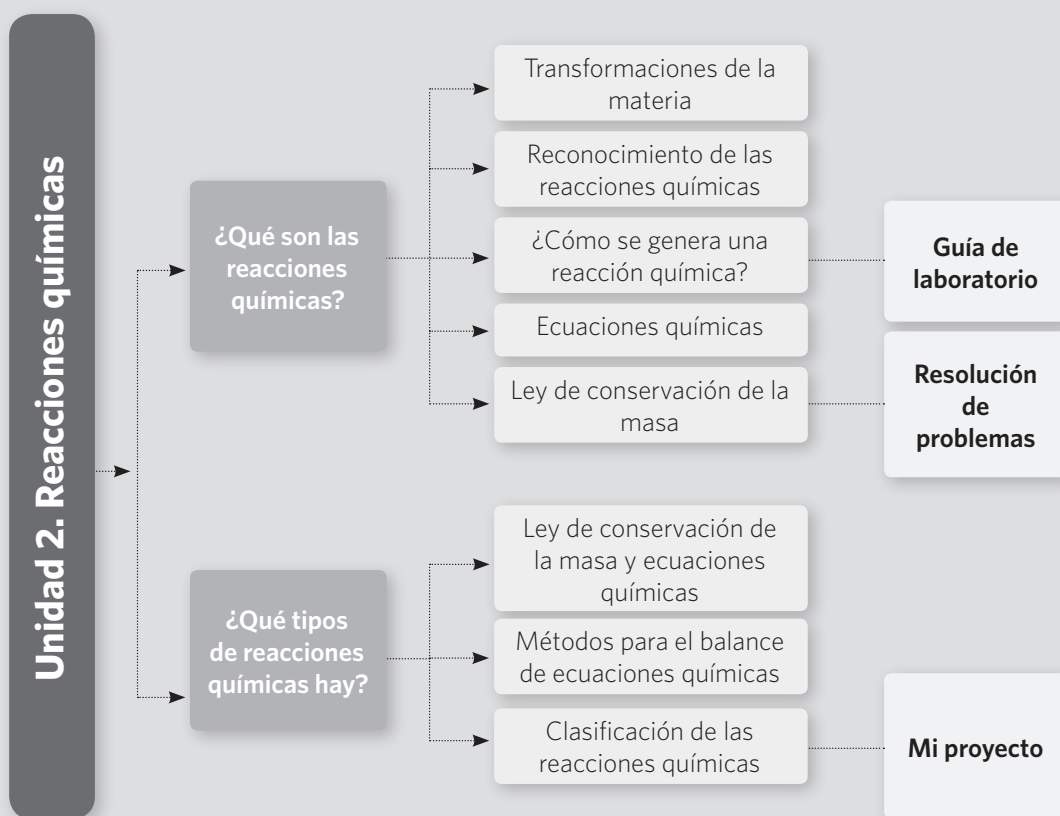 Unidad 2. Reacciones químicas
¿Qué son las
reacciones
químicas?
Transformaciones de la
materia
Reconocimiento de las
reacciones químicas
¿Cómo se genera una
reacción química?
Ecuaciones químicas
Ley de conservación de la
masa
Guía de
laboratorio
Resolución
de
problemas
¿Qué tipos
de reacciones
químicas hay?
Ley de conservación de
la masa y ecuaciones
químicas
Métodos para el balance
de ecuaciones químicas
Clasificación de las
reacciones químicas
Mi proyecto